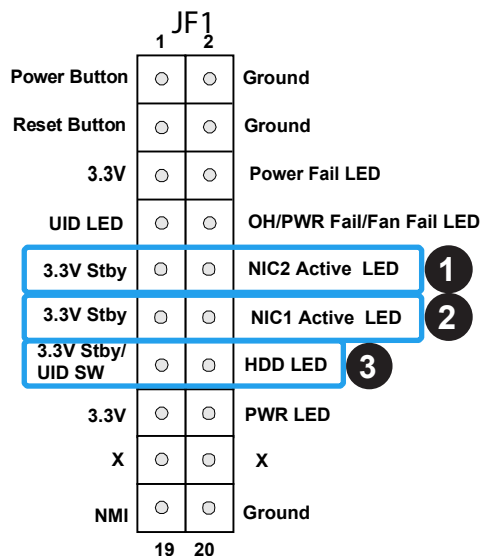 JF1
1 2
Power Button Ground
Reset Button Ground
3.3V Power Fail LED
UID LED OH/PWR Fail/Fan Fail LED
3.3V Stby NIC2 Active LED 1
3.3V Stby NIC1 Active LED 2
3.3V Stby/
UID SW HDD LED 3
3.3V PWR LED
X X
NMI Ground
19 20